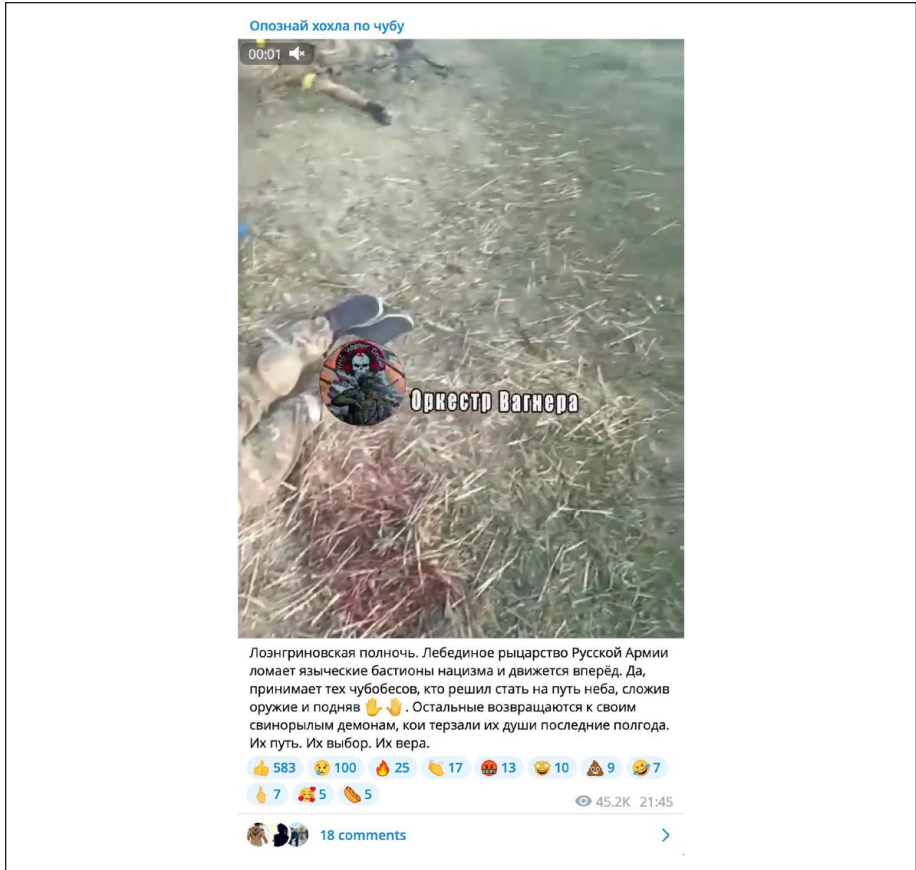 Опознай хохла по чубу
00:01
Оркестр Вагнера
Лоэнгриновская полночь. Лебединое рыцарство Русской Армии
ломает языческие бастионы нацизма и движется вперёд. Да,
принимает тех чубобесов, кто решил стать на путь неба, сложив
оружие и подняв 🖐️🤚. Остальные возвращаются к своим
свинорылым демонам, кои терзали их души последние полгода.
Их путь. Их выбор. Их вера.
👍 583 😢 100 🔥 25 👏 17 🤬 13 🤩 10 💩 9 🤣 7
🖕 7 🥰 5 🌭 5
45.2K 21:45
18 comments